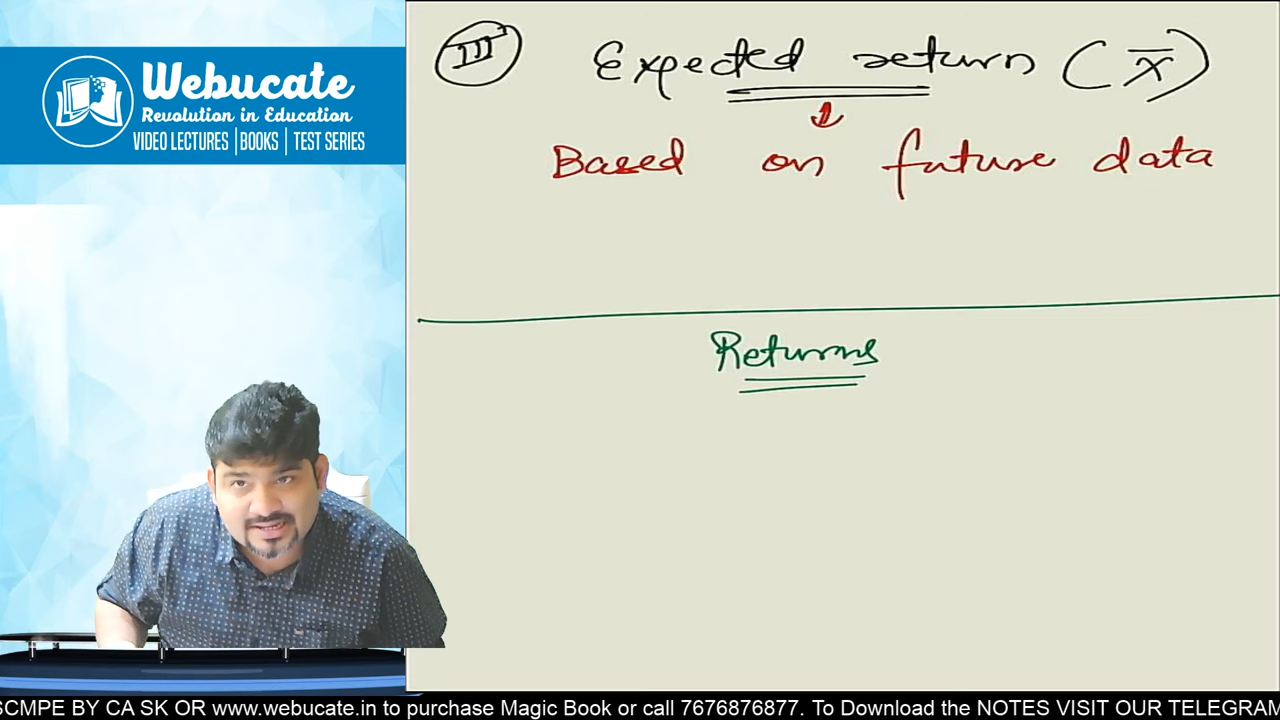 Webucate
Revolution in Education
VIDEO LECTURES | BOOKS | TEST SERIES
III
Expected return (x̅)
Based on future data
Returns
SCMPE BY CA SK OR www.webucate.in to purchase Magic Book or call 7676876877. To Download the NOTES VISIT OUR TELEGRAM